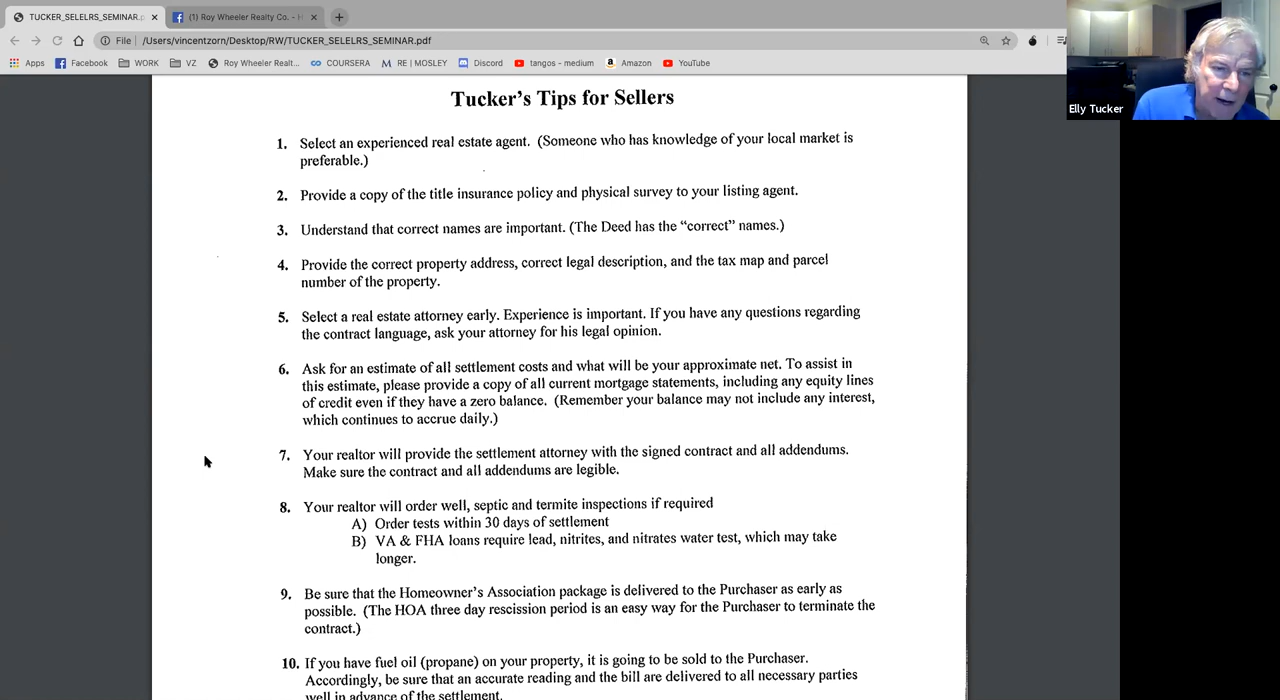 TUCKER_SELELRS_SEMINAR.p
(1) Roy Wheeler Realty Co. - H
File | /Users/vincentzorn/Desktop/RW/TUCKER_SELELRS_SEMINAR.pdf
Apps Facebook WORK VZ Roy Wheeler Realt... COURSERA RE | MOSLEY Discord tangos - medium Amazon YouTube
Elly Tucker
Tucker's Tips for Sellers
1. Select an experienced real estate agent. (Someone who has knowledge of your local market is
preferable.)
2. Provide a copy of the title insurance policy and physical survey to your listing agent.
3. Understand that correct names are important. (The Deed has the “correct” names.)
4. Provide the correct property address, correct legal description, and the tax map and parcel
number of the property.
5. Select a real estate attorney early. Experience is important. If you have any questions regarding
the contract language, ask your attorney for his legal opinion.
6. Ask for an estimate of all settlement costs and what will be your approximate net. To assist in
this estimate, please provide a copy of all current mortgage statements, including any equity lines
of credit even if they have a zero balance. (Remember your balance may not include any interest,
which continues to accrue daily.)
7. Your realtor will provide the settlement attorney with the signed contract and all addendums.
Make sure the contract and all addendums are legible.
8. Your realtor will order well, septic and termite inspections if required
A) Order tests within 30 days of settlement
B) VA & FHA loans require lead, nitrites, and nitrates water test, which may take
longer.
9. Be sure that the Homeowner's Association package is delivered to the Purchaser as early as
possible. (The HOA three day rescission period is an easy way for the Purchaser to terminate the
contract.)
10. If you have fuel oil (propane) on your property, it is going to be sold to the Purchaser.
Accordingly, be sure that an accurate reading and the bill are delivered to all necessary parties
well in advance of the settlement.